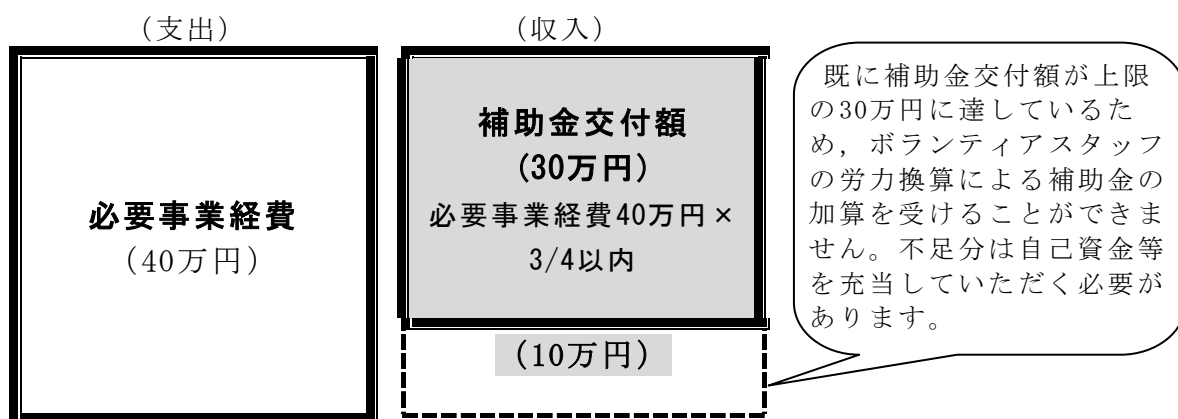 （支出）
（収入）
必要事業経費
（40万円）
補助金交付額
（30万円）
必要事業経費40万円×
3/4以内
（10万円）
既に補助金交付額が上限
の30万円に達しているた
め，ボランティアスタッフ
の労力換算による補助金の
加算を受けることができま
せん。不足分は自己資金等
を充当していただく必要が
あります。